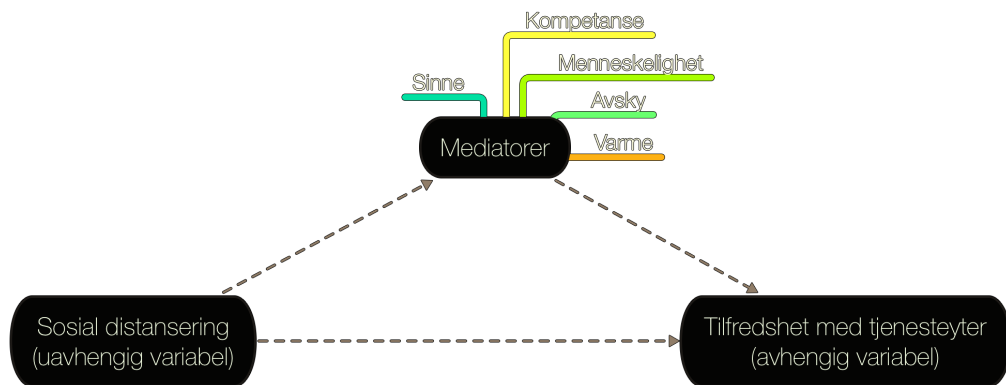 Kompetanse
Menneskelighet
Sinne
Avsky
Mediatorer
Varme
Sosial distansering
(uavhengig variabel)
Tilfredshet med tjenesteyter
(avhengig variabel)